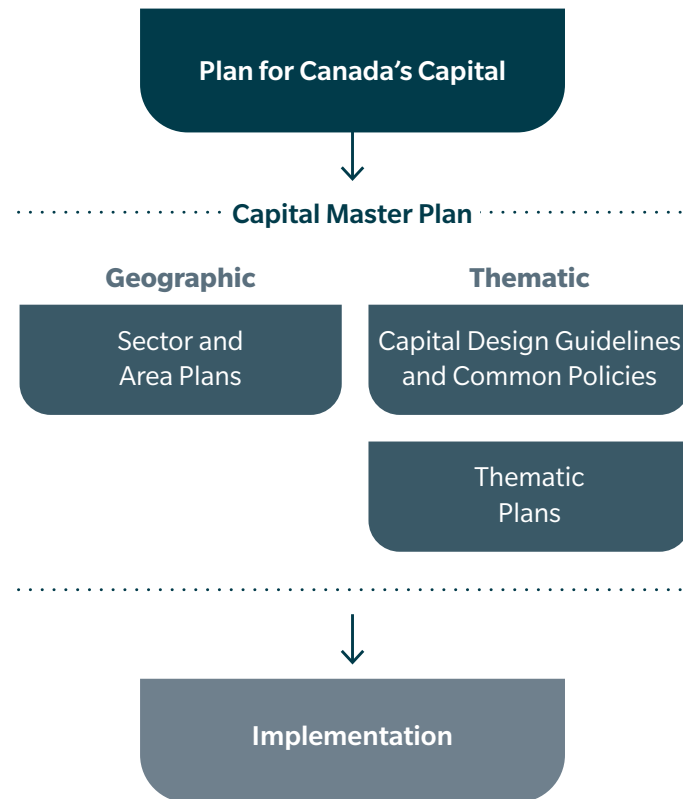 Plan for Canada’s Capital
Capital Master Plan
Geographic
Sector and
Area Plans
Thematic
Capital Design Guidelines
and Common Policies
Thematic
Plans
Implementation